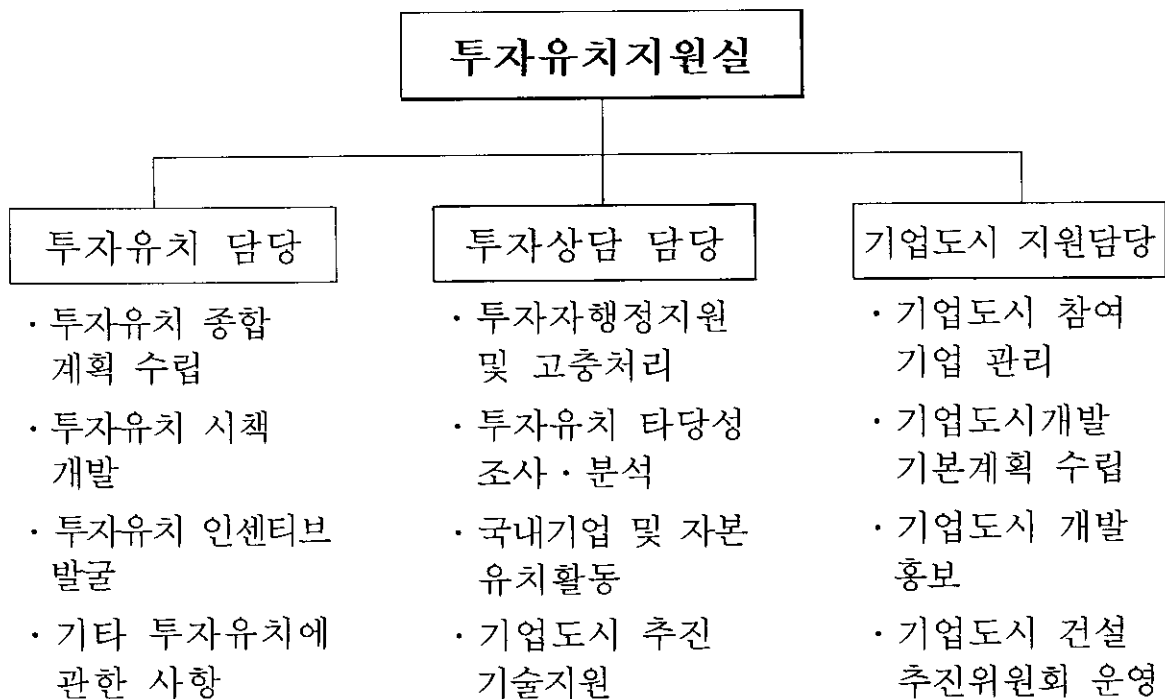 투자유치지원실
투자유치 담당
· 투자유치 종합
계획 수립
· 투자유치 시책
개발
· 투자유치 인센티브
발굴
· 기타 투자유치에
관한 사항
투자상담 담당
· 투자자행정지원
및 고충처리
· 투자유치 타당성
조사 · 분석
· 국내기업 및 자본
유치활동
· 기업도시 추진
기술지원
기업도시 지원담당
· 기업도시 참여
기업 관리
· 기업도시개발
기본계획 수립
· 기업도시 개발
홍보
· 기업도시 건설
추진위원회 운영